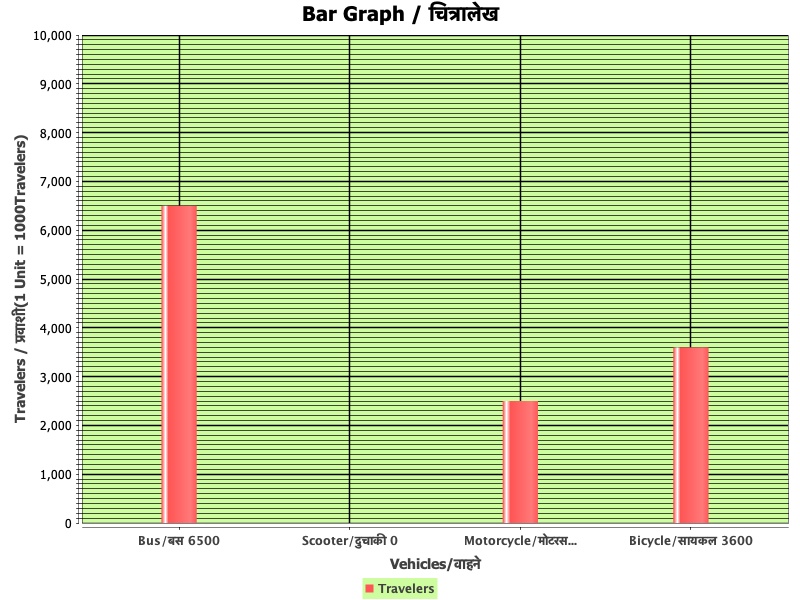 Bar Graph / चित्रालेख
10,000
9,000
8,000
7,000
6,000
5,000
4,000
3,000
2,000
1,000
0
Travelers / प्रवाशी(1 Unit = 1000Travelers)
Bus/बस 6500
Scooter/दुचाकी 0
Motorcycle/मोटरस...
Bicycle/सायकल 3600
Vehicles/वाहने
Travelers